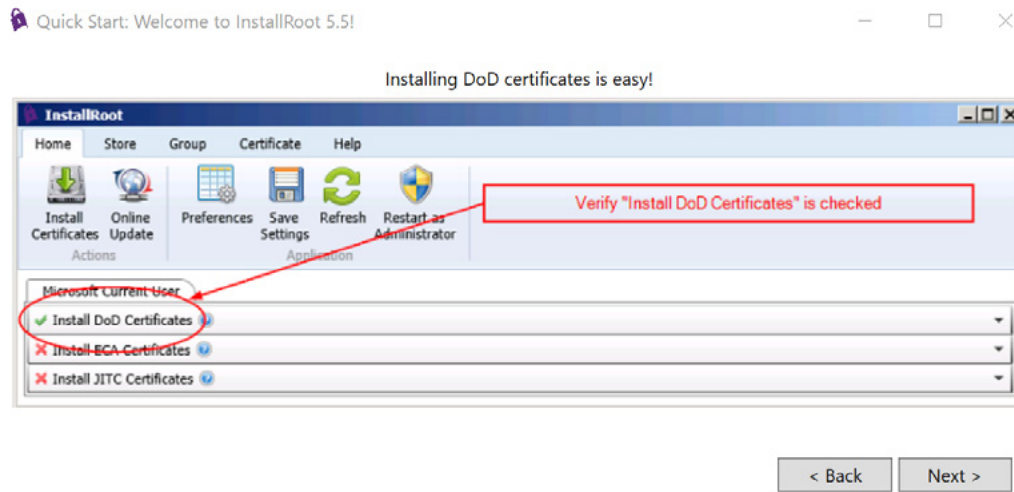 Quick Start: Welcome to InstallRoot 5.5!
Installing DoD certificates is easy!
InstallRoot
Home Store Group Certificate Help
Install Certificates
Online Update
Preferences
Save Settings
Refresh
Restart as Administrator
Actions
Application
Verify "Install DoD Certificates" is checked
Microsoft Current User
Install DoD Certificates
Install ECA Certificates
Install JITC Certificates
< Back
Next >